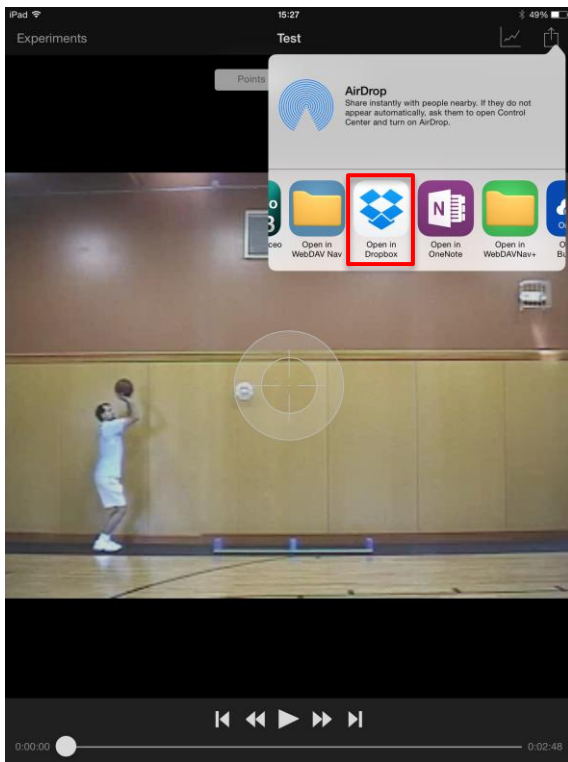 iPad 15:27 49%
Experiments Test
Points
AirDrop
Share instantly with people nearby. If they do not
appear automatically, ask them to open Control
Center and turn on AirDrop.
ceo
Open in
WebDAV Nav
Open in
Dropbox
N
Open in
OneNote
Open in
WebDAVNav+
O
Bu
0:00:00 0:02:48